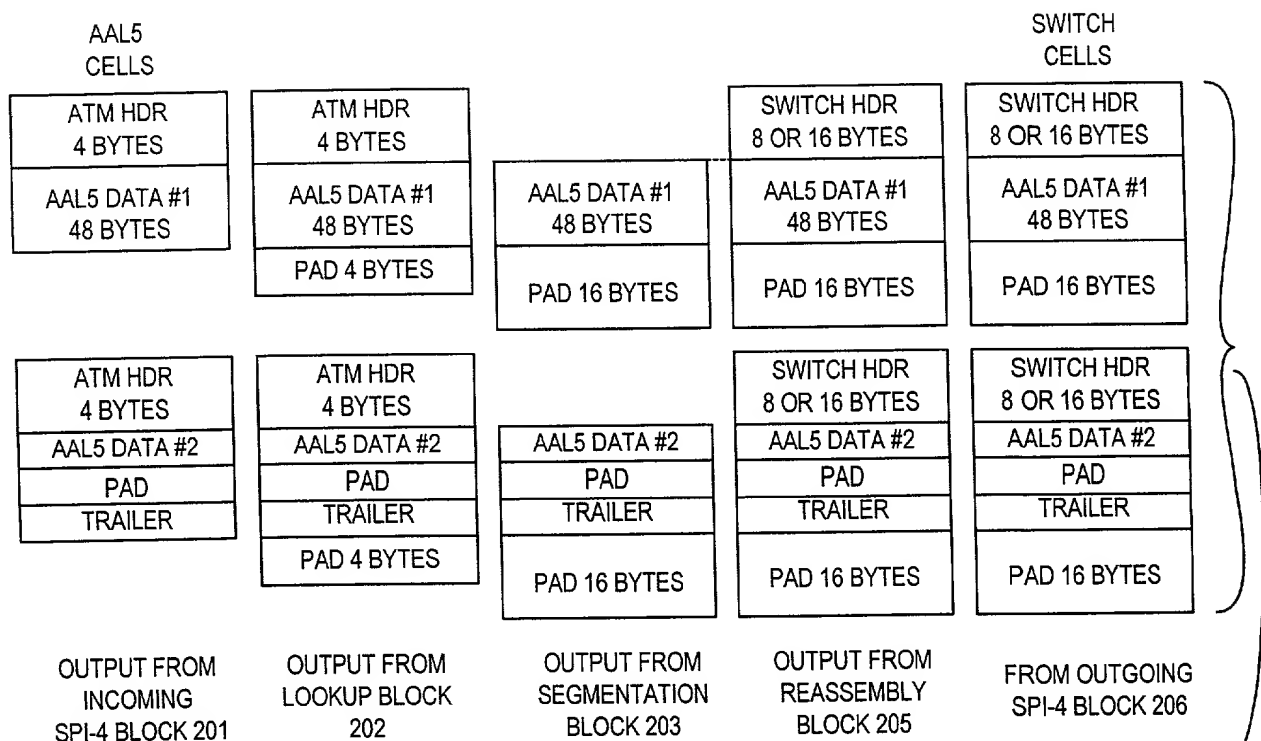 AAL5
CELLS
SWITCH
CELLS
ATM HDR
4 BYTES
AAL5 DATA #1
48 BYTES
ATM HDR
4 BYTES
AAL5 DATA #1
48 BYTES
PAD 4 BYTES
AAL5 DATA #1
48 BYTES
PAD 16 BYTES
SWITCH HDR
8 OR 16 BYTES
AAL5 DATA #1
48 BYTES
PAD 16 BYTES
SWITCH HDR
8 OR 16 BYTES
AAL5 DATA #1
48 BYTES
PAD 16 BYTES
ATM HDR
4 BYTES
AAL5 DATA #2
PAD
TRAILER
ATM HDR
4 BYTES
AAL5 DATA #2
PAD
TRAILER
PAD 4 BYTES
AAL5 DATA #2
PAD
TRAILER
PAD 16 BYTES
SWITCH HDR
8 OR 16 BYTES
AAL5 DATA #2
PAD
TRAILER
PAD 16 BYTES
SWITCH HDR
8 OR 16 BYTES
AAL5 DATA #2
PAD
TRAILER
PAD 16 BYTES
OUTPUT FROM
INCOMING
SPI-4 BLOCK 201
OUTPUT FROM
LOOKUP BLOCK
202
OUTPUT FROM
SEGMENTATION
BLOCK 203
OUTPUT FROM
REASSEMBLY
BLOCK 205
FROM OUTGOING
SPI-4 BLOCK 206